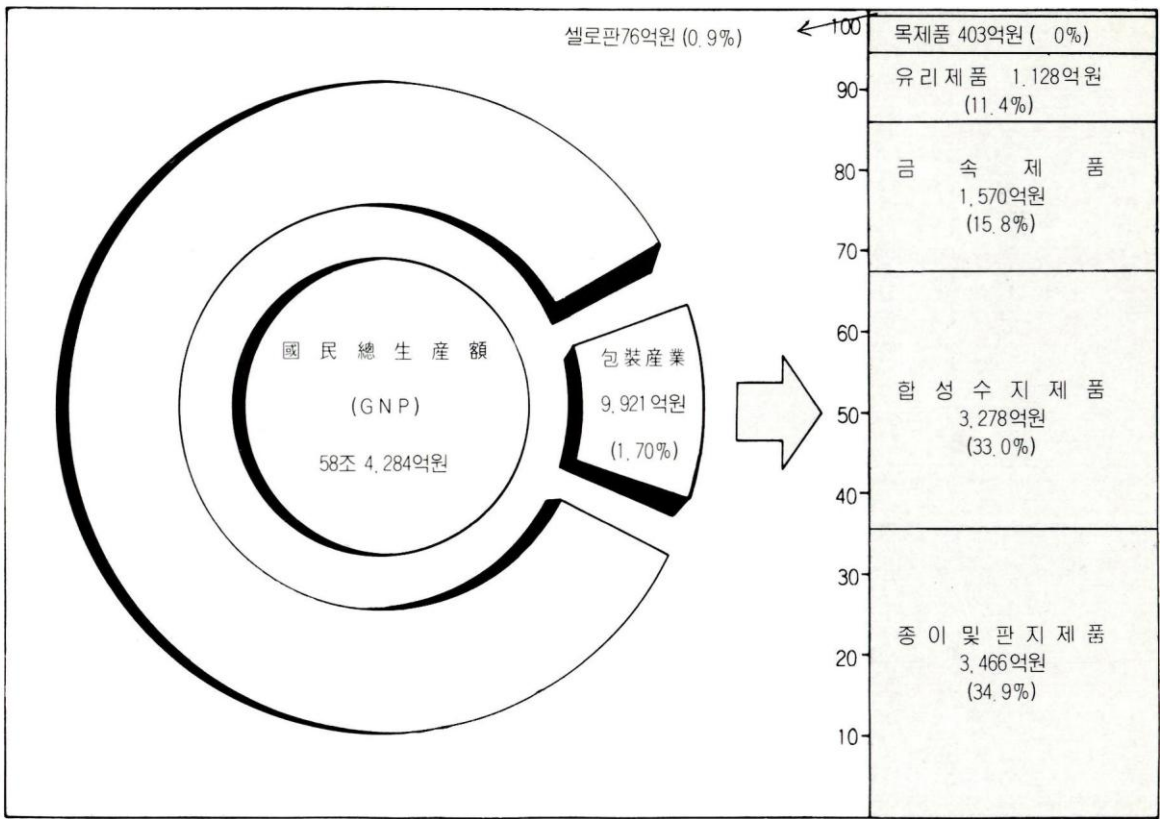 셀로판76억원 (0.9%)
國民總生産額
(GNP)
58조 4,284억원
包裝産業
9,921억원
(1.70%)
100
90
80
70
60
50
40
30
20
10
목제품 403억원 ( 0%)
유리제품 1,128억원
(11.4%)
금속제품
1,570억원
(15.8%)
합성수지제품
3,278억원
(33.0%)
종이및판지제품
3,466억원
(34.9%)